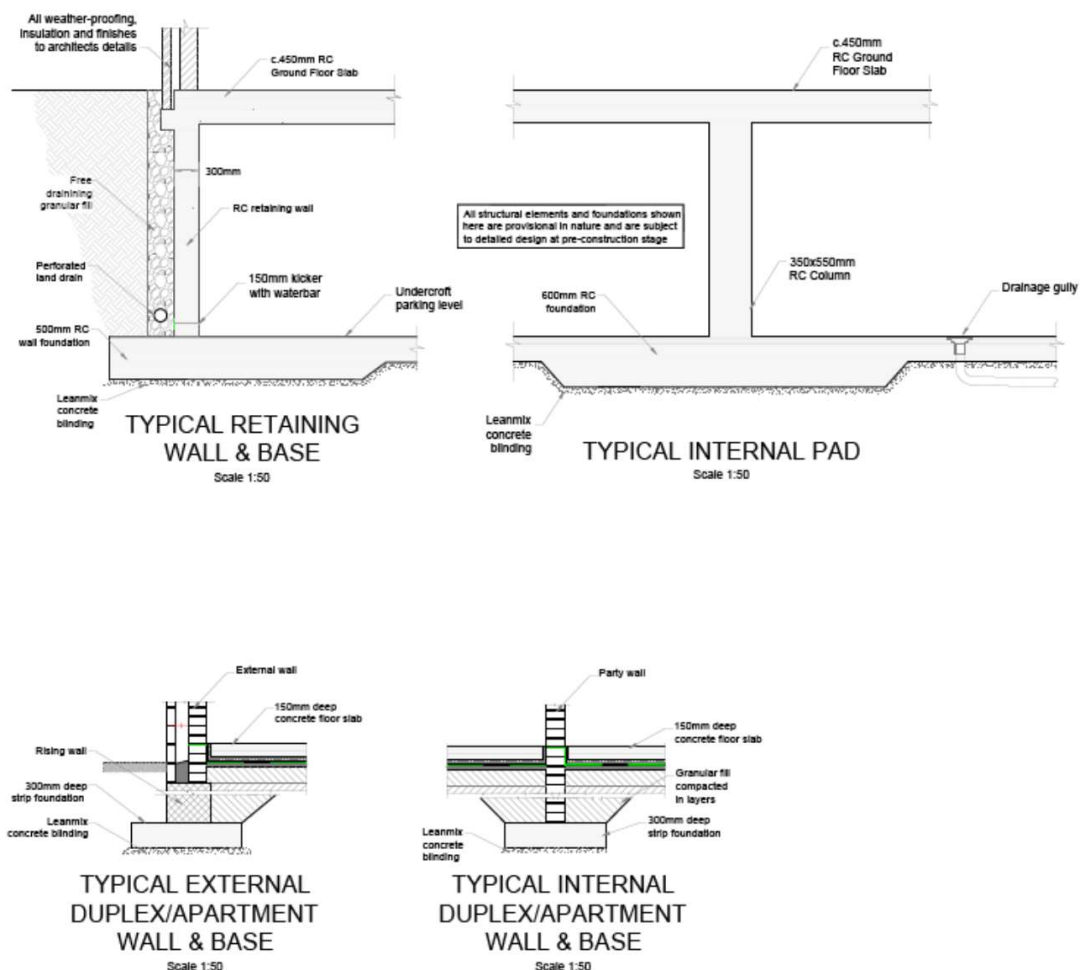 All weather-proofing,
insulation and finishes
to architects details
c.450mm RC
Ground Floor Slab
Free
drainining
granular fill
300mm
RC retaining wall
Perforated
land drain
150mm kicker
with waterbar
Undercroft
parking level
500mm RC
wall foundation
Leanmix
concrete
blinding
TYPICAL RETAINING
WALL & BASE
Scale 1:50
c.450mm
RC Ground
Floor Slab
All structural elements and foundations shown
here are provisional in nature and are subject
to detailed design at pre-construction stage
350x550mm
RC Column
600mm RC
foundation
Drainage gully
Leanmix
concrete
blinding
TYPICAL INTERNAL PAD
Scale 1:50
External wall
150mm deep
concrete floor slab
Rising wall
300mm deep
strip foundation
Leanmix
concrete blinding
TYPICAL EXTERNAL
DUPLEX/APARTMENT
WALL & BASE
Scale 1:50
Party wall
150mm deep
concrete floor slab
Granular fill
compacted
in layers
300mm deep
strip foundation
Leanmix
concrete
blinding
TYPICAL INTERNAL
DUPLEX/APARTMENT
WALL & BASE
Scale 1:50